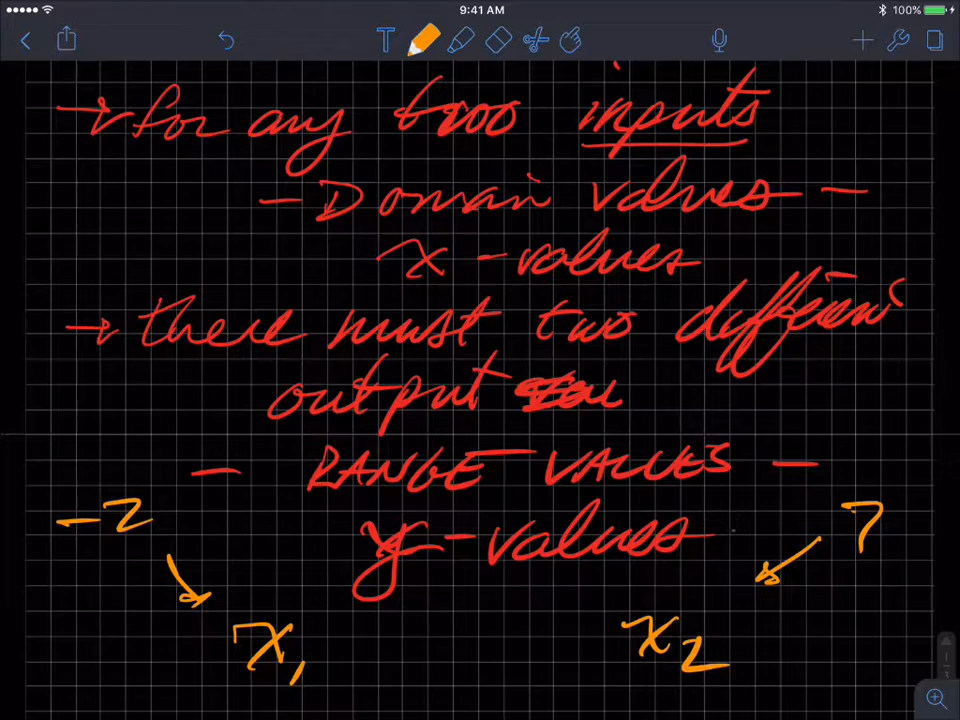 9:41 AM
100%
T
→ for any two inputs
- Domain values -
x - values
→ there must two different
output
- RANGE VALUES -
y - values
-2
7
x1
x2